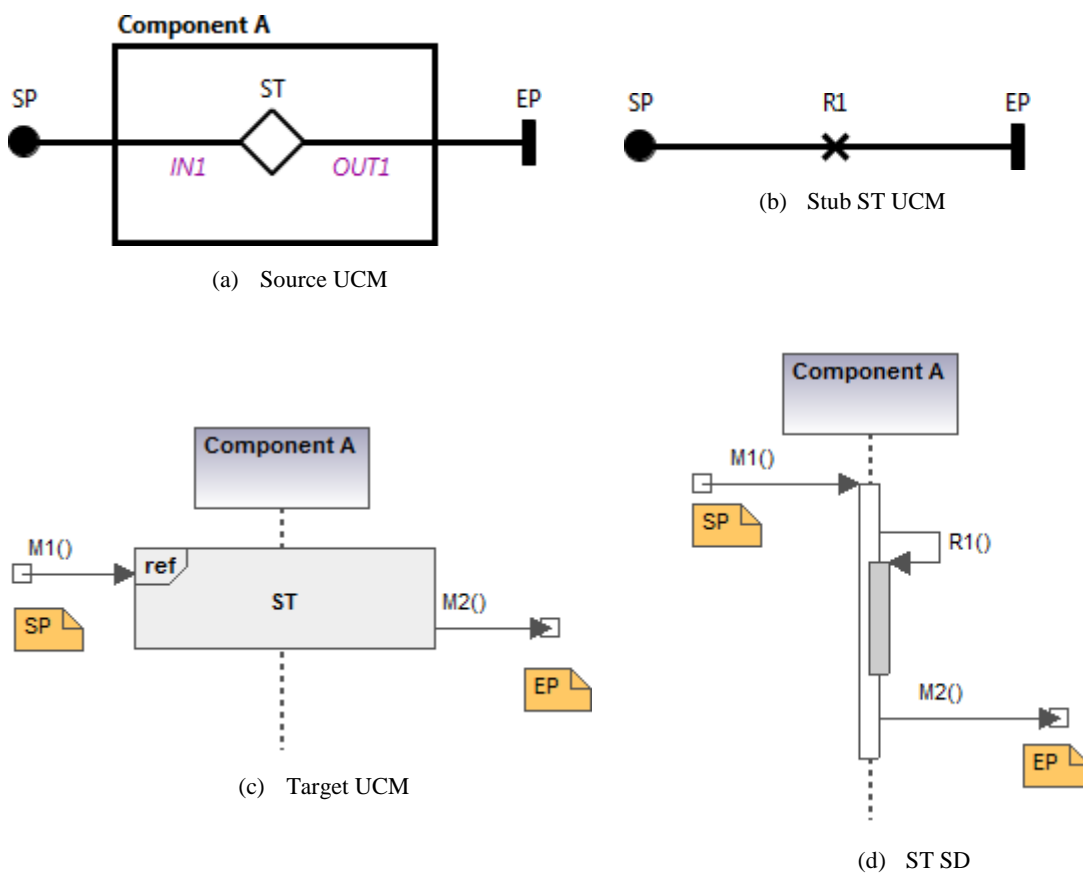 Component A
SP
ST
EP
IN1
OUT1
(a) Source UCM
SP
R1
EP
(b) Stub ST UCM
Component A
M1()
ref
ST
M2()
SP
EP
(c) Target UCM
Component A
M1()
SP
R1()
M2()
EP
(d) ST SD